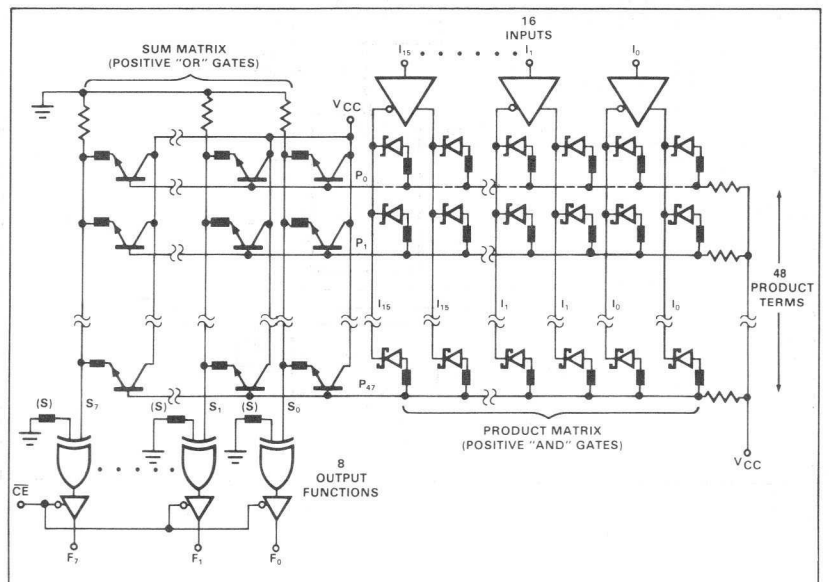 16
INPUTS
SUM MATRIX
(POSITIVE "OR" GATES)
I15 I1 I0
VCC
P0
P1
48
PRODUCT
TERMS
I15 I15 I1 I1 I0 I0
P47
(S) S7 (S) S1 (S) S0
PRODUCT MATRIX
(POSITIVE "AND" GATES)
8
OUTPUT
FUNCTIONS
VCC
CE
F7 F1 F0